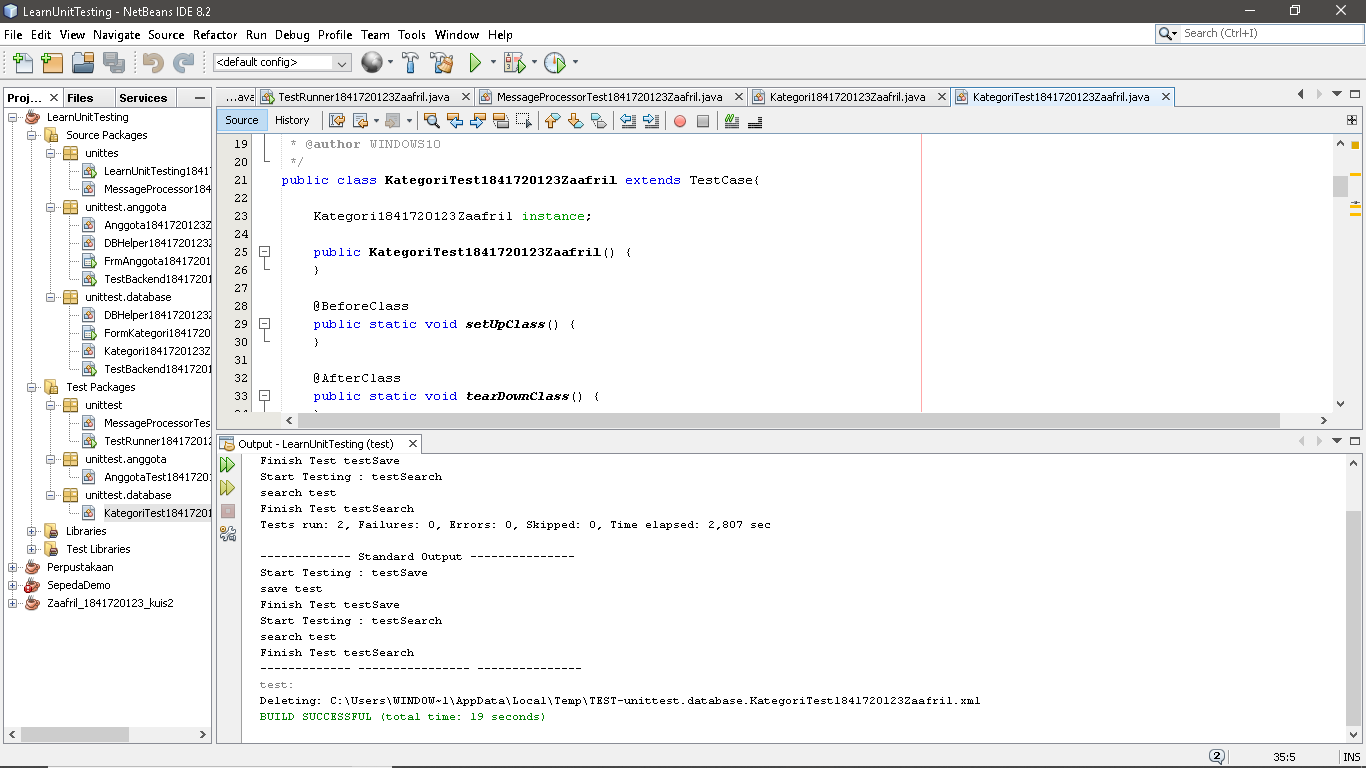 LearnUnitTesting - NetBeans IDE 8.2
File Edit View Navigate Source Refactor Run Debug Profile Team Tools Window Help
Search (Ctrl+I)
<default config>
Proj... Files Services
LearnUnitTesting
Source Packages
unittes
LearnUnitTesting1841
MessageProcessor184
unittest.anggota
Anggota1841720123Z
DBHelper1841720123Z
FrmAnggota18417201
TestBackend1841720
unittest.database
DBHelper1841720123Z
FormKategori1841720
Kategori1841720123Z
TestBackend1841720
Test Packages
unittest
MessageProcessorTes
TestRunner1841720
unittest.anggota
AnggotaTest1841720
unittest.database
KategoriTest18417201
Libraries
Test Libraries
Perpustakaan
SepedaDemo
Zaafril_1841720123_kuis2
...ava TestRunner1841720123Zaafril.java MessageProcessorTest1841720123Zaafril.java Kategori1841720123Zaafril.java KategoriTest1841720123Zaafril.java
Source History
19 * @author WINDOWS10
20 */
21 public class KategoriTest1841720123Zaafril extends TestCase{
22
23 Kategori1841720123Zaafril instance;
24
25 public KategoriTest1841720123Zaafril() {
26 }
27
28 @BeforeClass
29 public static void setUpClass() {
30 }
31
32 @AfterClass
33 public static void tearDownClass() {
Output - LearnUnitTesting (test)
Finish Test testSave
Start Testing : testSearch
search test
Finish Test testSearch
Tests run: 2, Failures: 0, Errors: 0, Skipped: 0, Time elapsed: 2,807 sec
------------- Standard Output ---------------
Start Testing : testSave
save test
Finish Test testSave
Start Testing : testSearch
search test
Finish Test testSearch
------------- ---------------- ---------------
test:
Deleting: C:\Users\WINDOW~1\AppData\Local\Temp\TEST-unittest.database.KategoriTest1841720123Zaafril.xml
BUILD SUCCESSFUL (total time: 19 seconds)
2 35:5 INS